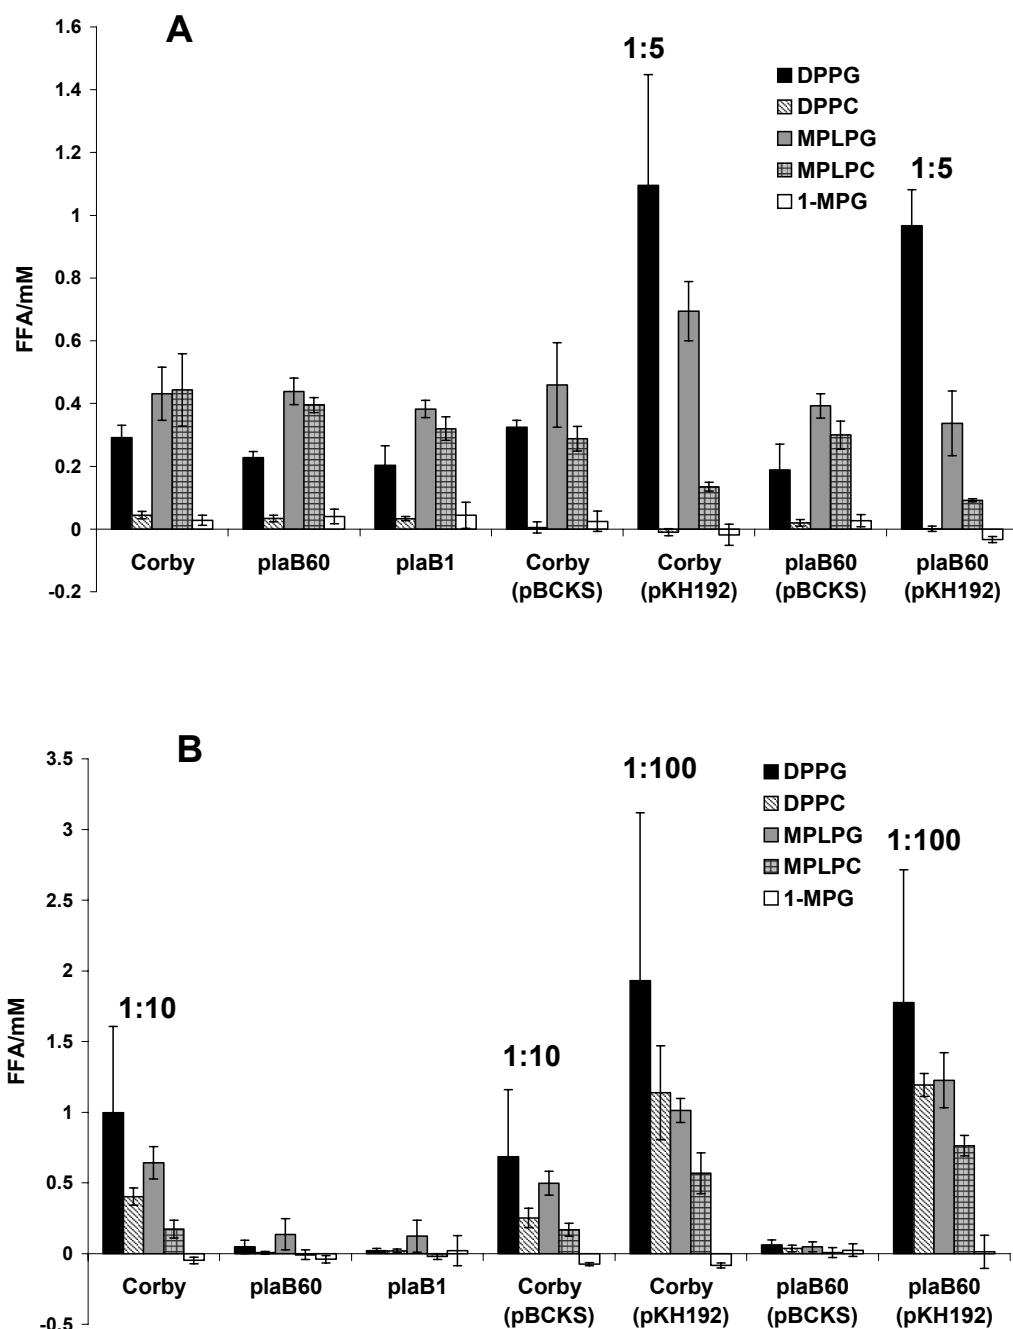 A
1.6
1.4
1.2
1
0.8
0.6
0.4
0.2
0
-0.2
FFA/mM
1:5
1:5
DPPG
DPPC
MPLPG
MPLPC
1-MPG
Corby
plaB60
plaB1
Corby
(pBCKS)
Corby
(pKH192)
plaB60
(pBCKS)
plaB60
(pKH192)
B
3.5
3
2.5
2
1.5
1
0.5
0
-0.5
FFA/mM
1:10
1:10
1:100
1:100
DPPG
DPPC
MPLPG
MPLPC
1-MPG
Corby
plaB60
plaB1
Corby
(pBCKS)
Corby
(pKH192)
plaB60
(pBCKS)
plaB60
(pKH192)